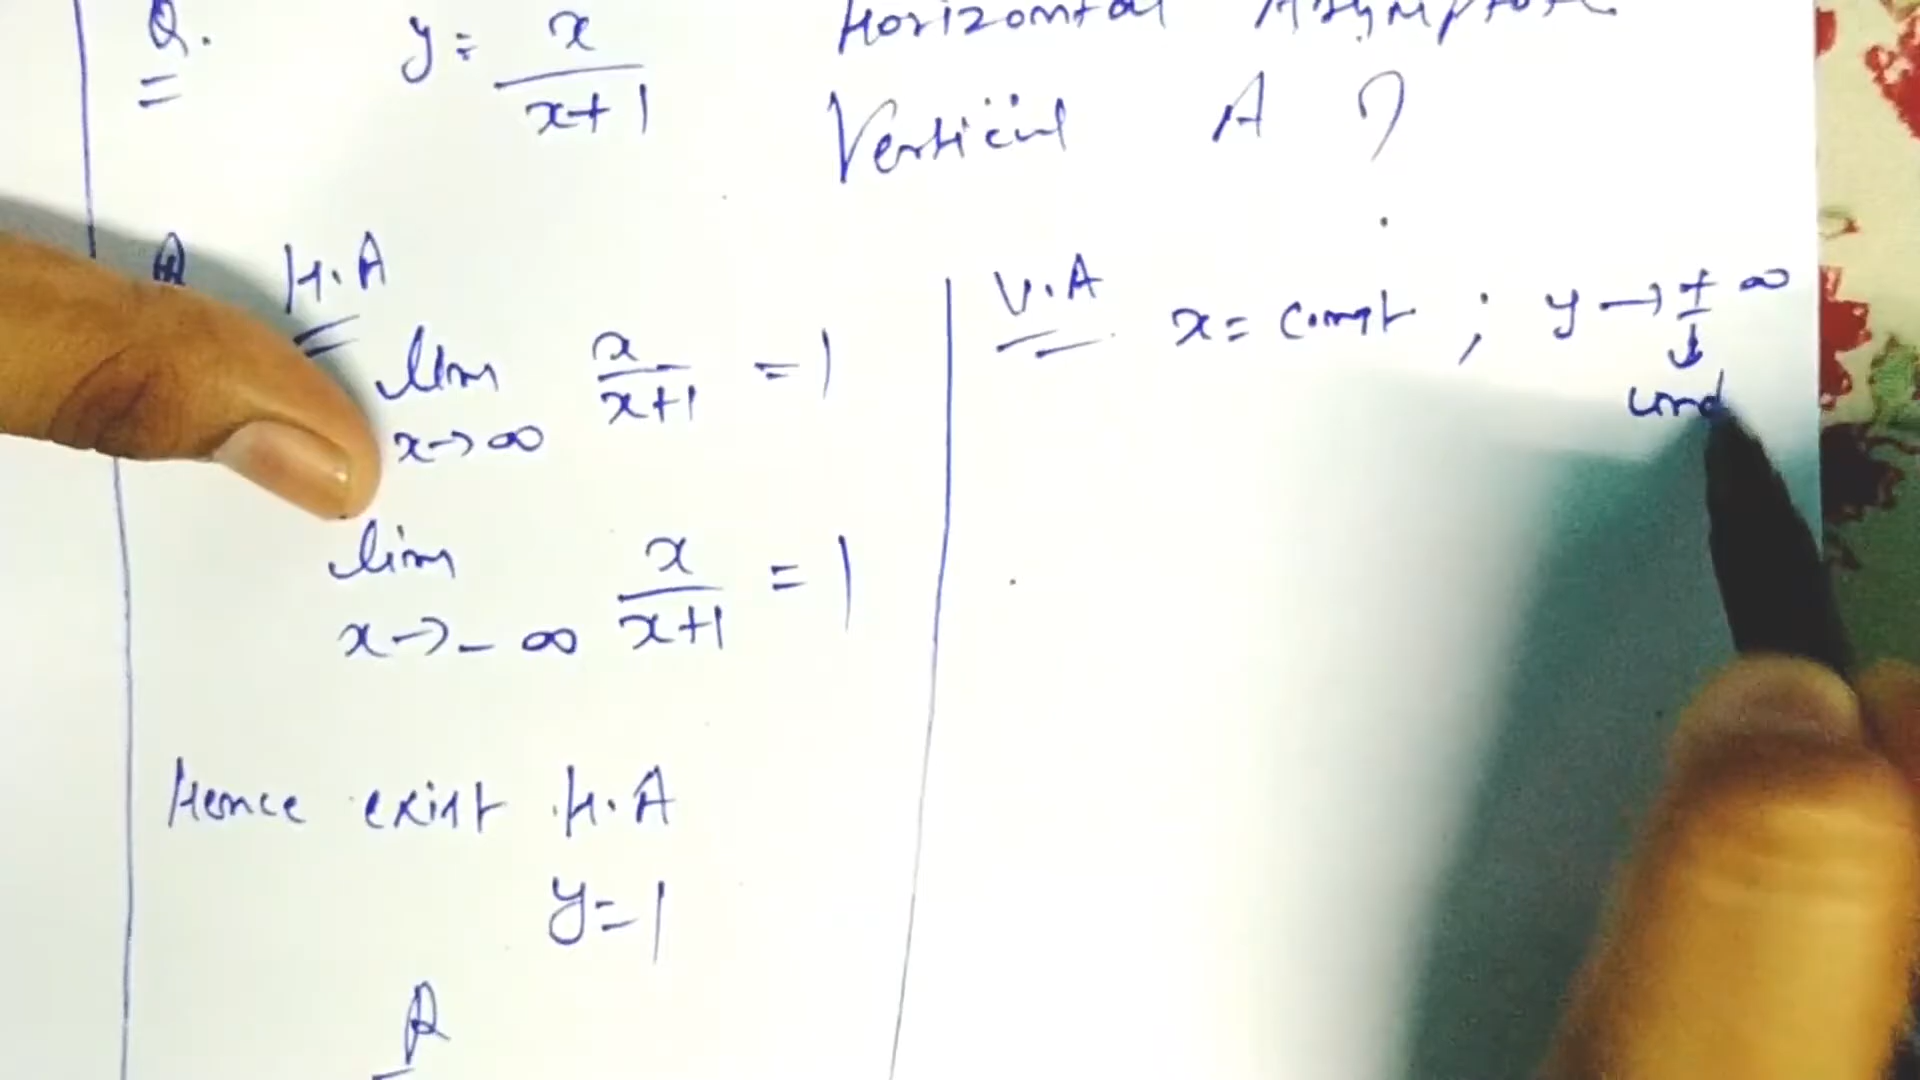 Q. y = x/(x+1) Horizontal Asymptote
Vertical A ?
H.A
lim x→∞ x/(x+1) = 1
lim x→-∞ x/(x+1) = 1
Hence exist H.A
y=1
A
V.A x = const ; y → ± ∞
↓
und